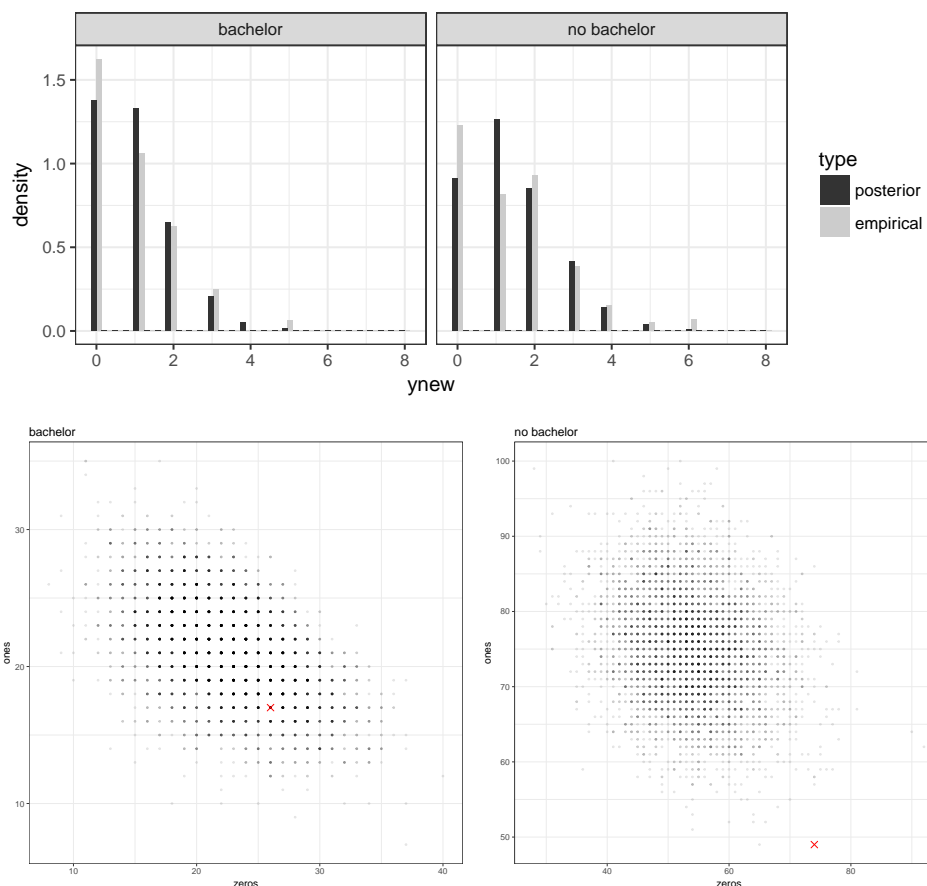 bachelor
no bachelor
1.5
1.0
0.5
0.0
density
0 2 4 6 8
0 2 4 6 8
ynew
type
posterior
empirical
bachelor
30
20
10
ones
10 20 30 40
zeros
no bachelor
100
90
80
70
60
50
ones
40 60 80
zeros